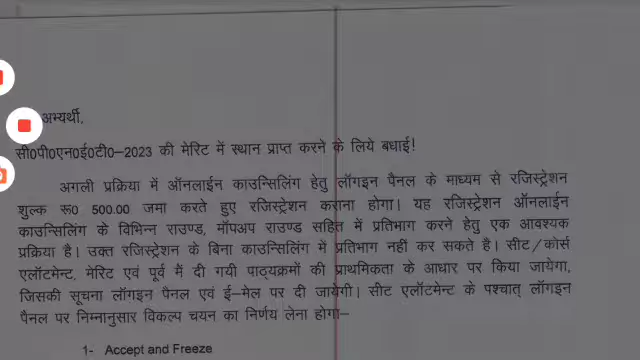 अभ्यर्थी,
सी0पी0एन0ई0टी0–2023 की मेरिट में स्थान प्राप्त करने के लिये बधाई!
अगली प्रक्रिया में ऑनलाईन काउन्सिलिंग हेतु लॉगइन पैनल के माध्यम से रजिस्ट्रेशन
शुल्क रू0 500.00 जमा करते हुए रजिस्ट्रेशन कराना होगा। यह रजिस्ट्रेशन ऑनलाईन
काउन्सिलिंग के विभिन्न राउण्ड, मॉपअप राउण्ड सहित में प्रतिभाग करने हेतु एक आवश्यक
प्रक्रिया है। उक्त रजिस्ट्रेशन के बिना काउन्सिलिंग में प्रतिभाग नहीं कर सकते है। सीट/कोर्स
एलॉटमेन्ट, मेरिट एवं पूर्व में दी गयी पाठ्यक्रमों की प्राथमिकता के आधार पर किया जायेगा,
जिसकी सूचना लॉगइन पैनल एवं ई–मेल पर दी जायेगी। सीट एलॉटमेन्ट के पश्चात् लॉगइन
पैनल पर निम्नानुसार विकल्प चयन का निर्णय लेना होगा–
1- Accept and Freeze